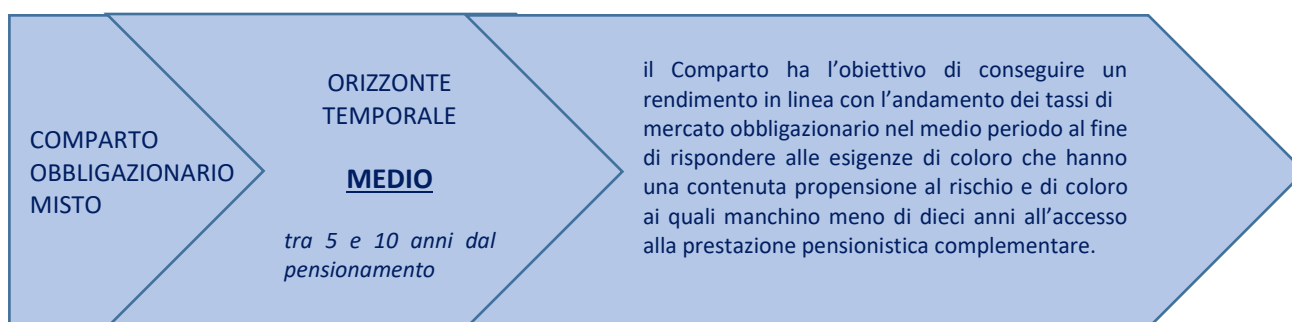 COMPARTO
OBBLIGAZIONARIO
MISTO
ORIZZONTE
TEMPORALE
MEDIO
tra 5 e 10 anni dal
pensionamento
il Comparto ha l’obiettivo di conseguire un
rendimento in linea con l’andamento dei tassi di
mercato obbligazionario nel medio periodo al fine
di rispondere alle esigenze di coloro che hanno
una contenuta propensione al rischio e di coloro
ai quali manchino meno di dieci anni all’accesso
alla prestazione pensionistica complementare.